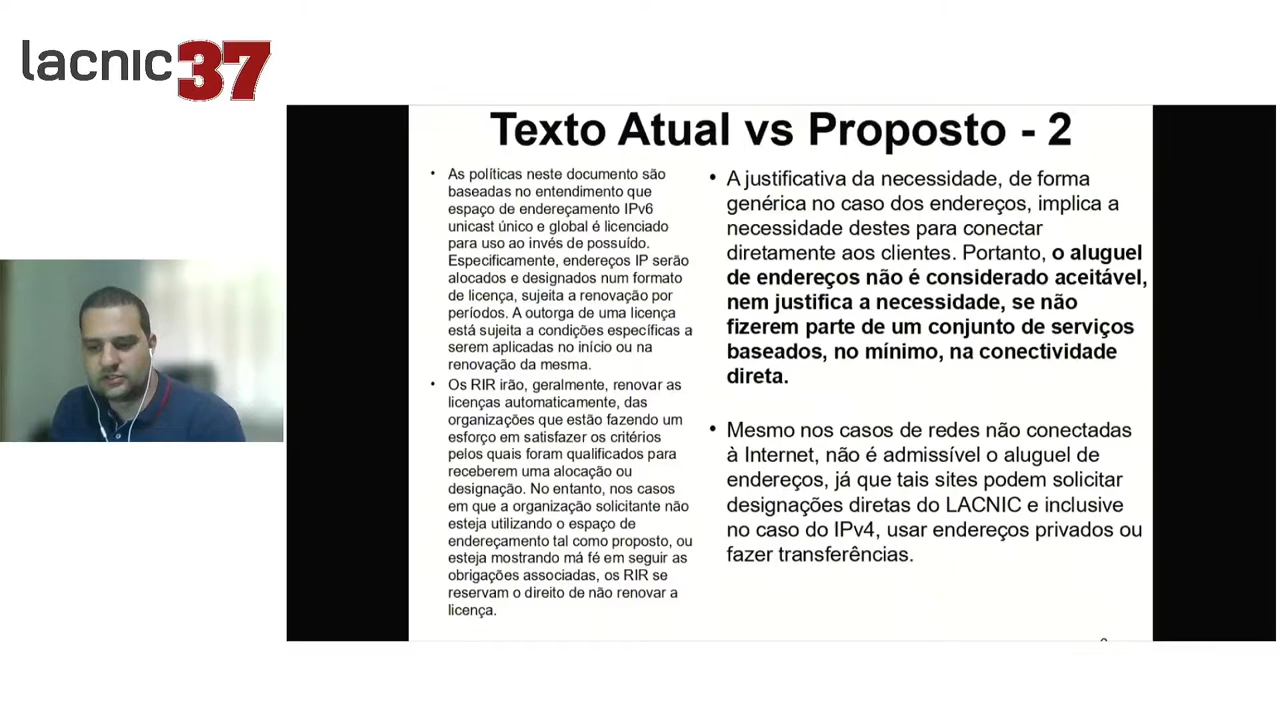 lacnic 37
Texto Atual vs Proposto - 2
• As políticas neste documento são
baseadas no entendimento que
espaço de endereçamento IPv6
unicast único e global é licenciado
para uso ao invés de possuído.
Especificamente, endereços IP serão
alocados e designados num formato
de licença, sujeita a renovação por
períodos. A outorga de uma licença
está sujeita a condições específicas a
serem aplicadas no início ou na
renovação da mesma.
• Os RIR irão, geralmente, renovar as
licenças automaticamente, das
organizações que estão fazendo um
esforço em satisfazer os critérios
pelos quais foram qualificados para
receberem uma alocação ou
designação. No entanto, nos casos
em que a organização solicitante não
esteja utilizando o espaço de
endereçamento tal como proposto, ou
esteja mostrando má fé em seguir as
obrigações associadas, os RIR se
reservam o direito de não renovar a
licença.
• A justificativa da necessidade, de forma
genérica no caso dos endereços, implica a
necessidade destes para conectar
diretamente aos clientes. Portanto, o aluguel
de endereços não é considerado aceitável,
nem justifica a necessidade, se não
fizerem parte de um conjunto de serviços
baseados, no mínimo, na conectividade
direta.
• Mesmo nos casos de redes não conectadas
à Internet, não é admissível o aluguel de
endereços, já que tais sites podem solicitar
designações diretas do LACNIC e inclusive
no caso do IPv4, usar endereços privados ou
fazer transferências.